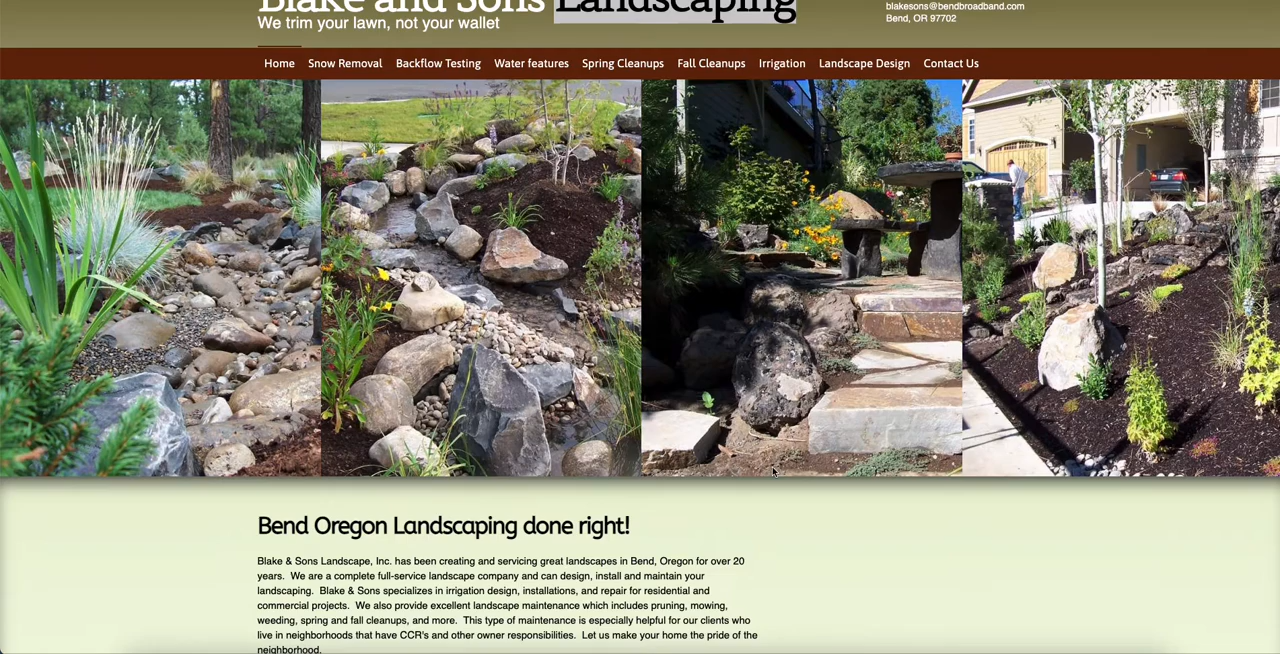 Blake and Sons Landscaping
We trim your lawn, not your wallet
blakesons@bendbroadband.com
Bend, OR 97702
Home Snow Removal Backflow Testing Water features Spring Cleanups Fall Cleanups Irrigation Landscape Design Contact Us
Bend Oregon Landscaping done right!
Blake & Sons Landscape, Inc. has been creating and servicing great landscapes in Bend, Oregon for over 20
years. We are a complete full-service landscape company and can design, install and maintain your
landscaping. Blake & Sons specializes in irrigation design, installations, and repair for residential and
commercial projects. We also provide excellent landscape maintenance which includes pruning, mowing,
weeding, spring and fall cleanups, and more. This type of maintenance is especially helpful for our clients who
live in neighborhoods that have CCR's and other owner responsibilities. Let us make your home the pride of the
neighborhood.